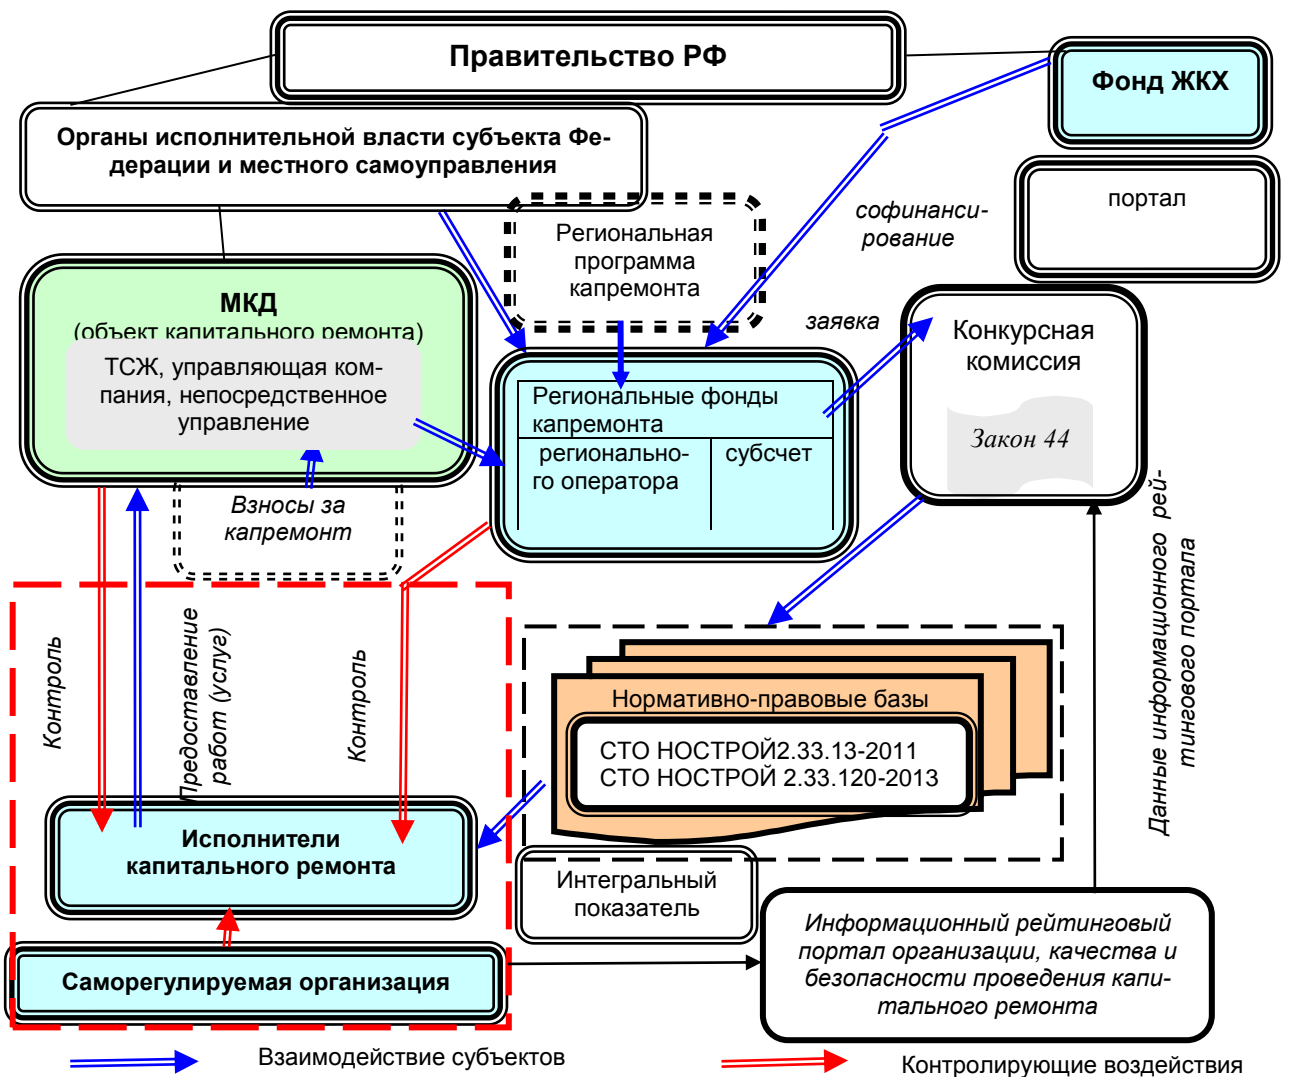 Правительство РФ
Фонд ЖКХ
Органы исполнительной власти субъекта Фе-
дерации и местного самоуправления
портал
софинанси-
рование
Региональная
программа
капремонта
МКД
(объект капитального ремонта)
ТСЖ, управляющая ком-
пания, непосредственное
управление
заявка
Конкурсная
комиссия
Закон 44
Региональные фонды
капремонта
регионально-
го оператора
субсчет
Взносы за
капремонт
Контроль
Предоставление
работ (услуг)
Контроль
Данные информационного рей-
тингового портала
Нормативно-правовые базы
СТО НОСТРОЙ2.33.13-2011
СТО НОСТРОЙ 2.33.120-2013
Исполнители
капитального ремонта
Интегральный
показатель
Информационный рейтинговый
портал организации, качества и
безопасности проведения капи-
тального ремонта
Саморегулируемая организация
Взаимодействие субъектов
Контролирующие воздействия